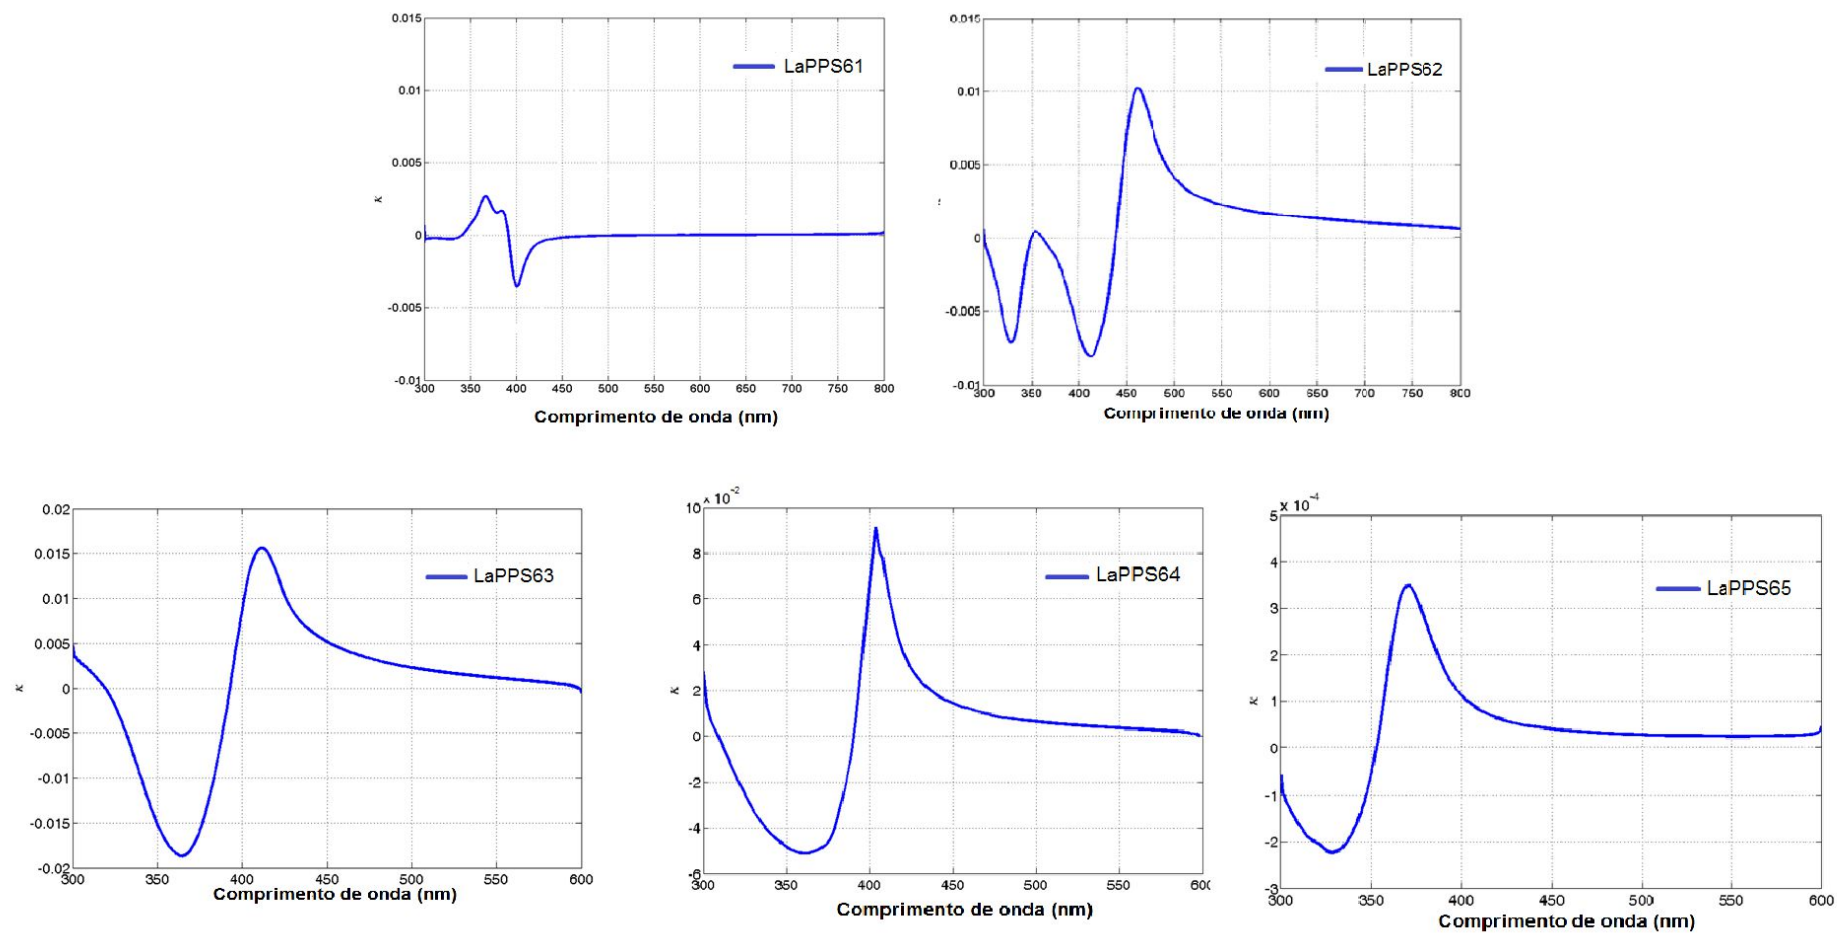 0.015
LaPPS61
0.01
0.005
κ
0
-0.005
-0.01
300 350 400 450 500 550 600 650 700 750 800
Comprimento de onda (nm)
0.015
LaPPS62
0.01
0.005
0
-0.005
-0.01
300 350 400 450 500 550 600 650 700 750 800
Comprimento de onda (nm)
0.02
0.015
LaPPS63
0.01
0.005
0
κ
-0.005
-0.01
-0.015
-0.02
300 350 400 450 500 550 600
Comprimento de onda (nm)
10 × 10⁻²
8
LaPPS64
6
4
2
κ
0
-2
-4
-6
300 350 400 450 500 550 600
Comprimento de onda (nm)
5 x 10⁻⁴
4
LaPPS65
3
2
1
κ
0
-1
-2
-3
300 350 400 450 500 550 600
Comprimento de onda (nm)